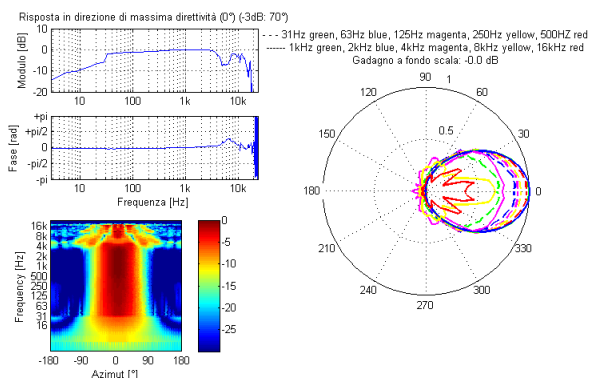 Risposta in direzione di massima direttività (0°) (-3dB: 70°)
- - - 31Hz green, 63Hz blue, 125Hz magenta, 250Hz yellow, 500HZ red
------ 1kHz green, 2kHz blue, 4kHz magenta, 8kHz yellow, 16kHz red
Gadagno a fondo scala: -0.0 dB
Modulo [dB]
20
10
0
-10
-20
10
100
1k
10k
Fase [rad]
+pi
+pi/2
0
-pi/2
-pi
10
100
1k
10k
Frequenza [Hz]
90
1
60
120
0.5
150
30
180
0
210
330
240
300
270
Frequency [Hz]
16k
8k
4k
2k
1k
500
250
125
63
31
16
-180
-90
0
90
180
Azimut [°]
0
-5
-10
-15
-20
-25